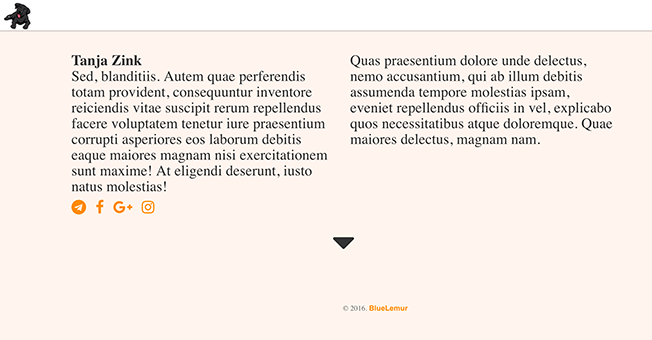 Tanja Zink
Sed, blanditiis. Autem quae perferendis
totam provident, consequuntur inventore
reiciendis vitae suscipit rerum repellendus
facere voluptatem tenetur iure praesentium
corrupti asperiores eos laborum debitis
eaque maiores magnam nisi exercitationem
sunt maxime! At eligendi deserunt, iusto
natus molestias!
Quas praesentium dolore unde delectus,
nemo accusantium, qui ab illum debitis
assumenda tempore molestias ipsam,
eveniet repellendus officiis in vel, explicabo
quos necessitatibus atque doloremque. Quae
maiores delectus, magnam nam.
© 2016. BlueLemur